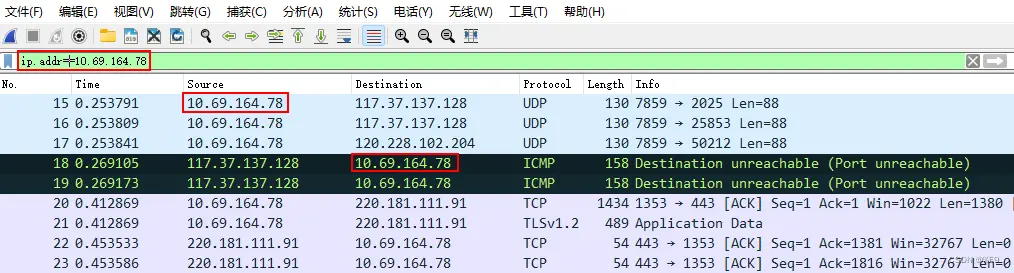 文件(F) 编辑(E) 视图(V) 跳转(G) 捕获(C) 分析(A) 统计(S) 电话(Y) 无线(W) 工具(T) 帮助(H)
ip.addr==10.69.164.78
No. Time Source Destination Protocol Length Info
15 0.253791 10.69.164.78 117.37.137.128 UDP 130 7859 → 2025 Len=88
16 0.253809 10.69.164.78 117.37.137.128 UDP 130 7859 → 25853 Len=88
17 0.253841 10.69.164.78 120.228.102.204 UDP 130 7859 → 50212 Len=88
18 0.269105 117.37.137.128 10.69.164.78 ICMP 158 Destination unreachable (Port unreachable)
19 0.269173 117.37.137.128 10.69.164.78 ICMP 158 Destination unreachable (Port unreachable)
20 0.412869 10.69.164.78 220.181.111.91 TCP 1434 1353 → 443 [ACK] Seq=1 Ack=1 Win=1022 Len=1380 [
21 0.412869 10.69.164.78 220.181.111.91 TLSv1.2 489 Application Data
22 0.453533 220.181.111.91 10.69.164.78 TCP 54 443 → 1353 [ACK] Seq=1 Ack=1381 Win=32767 Len=0
23 0.453586 220.181.111.91 10.69.164.78 TCP 54 443 → 1353 [ACK] Seq=1 Ack=1816 Win=32767 Len=0